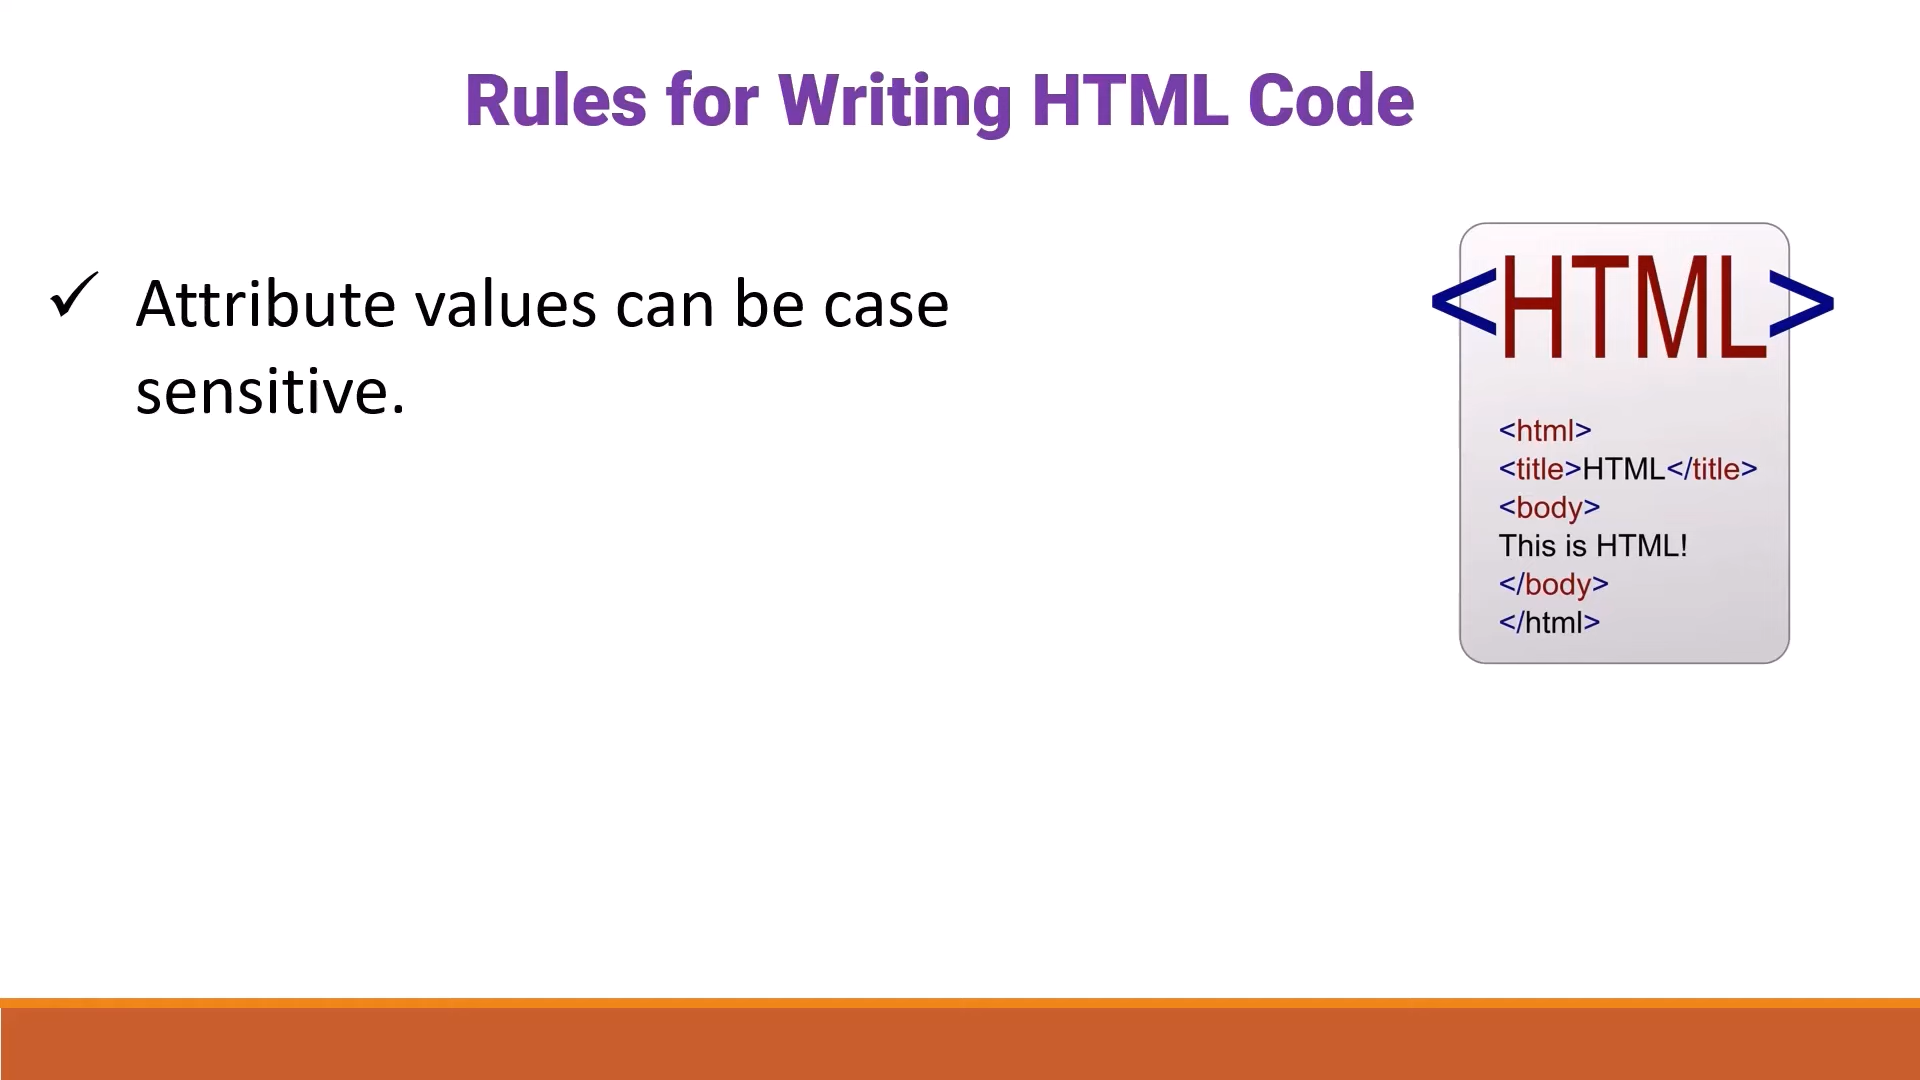 Rules for Writing HTML Code
✓ Attribute values can be case
sensitive.
<HTML>
<html>
<title>HTML</title>
<body>
This is HTML!
</body>
</html>